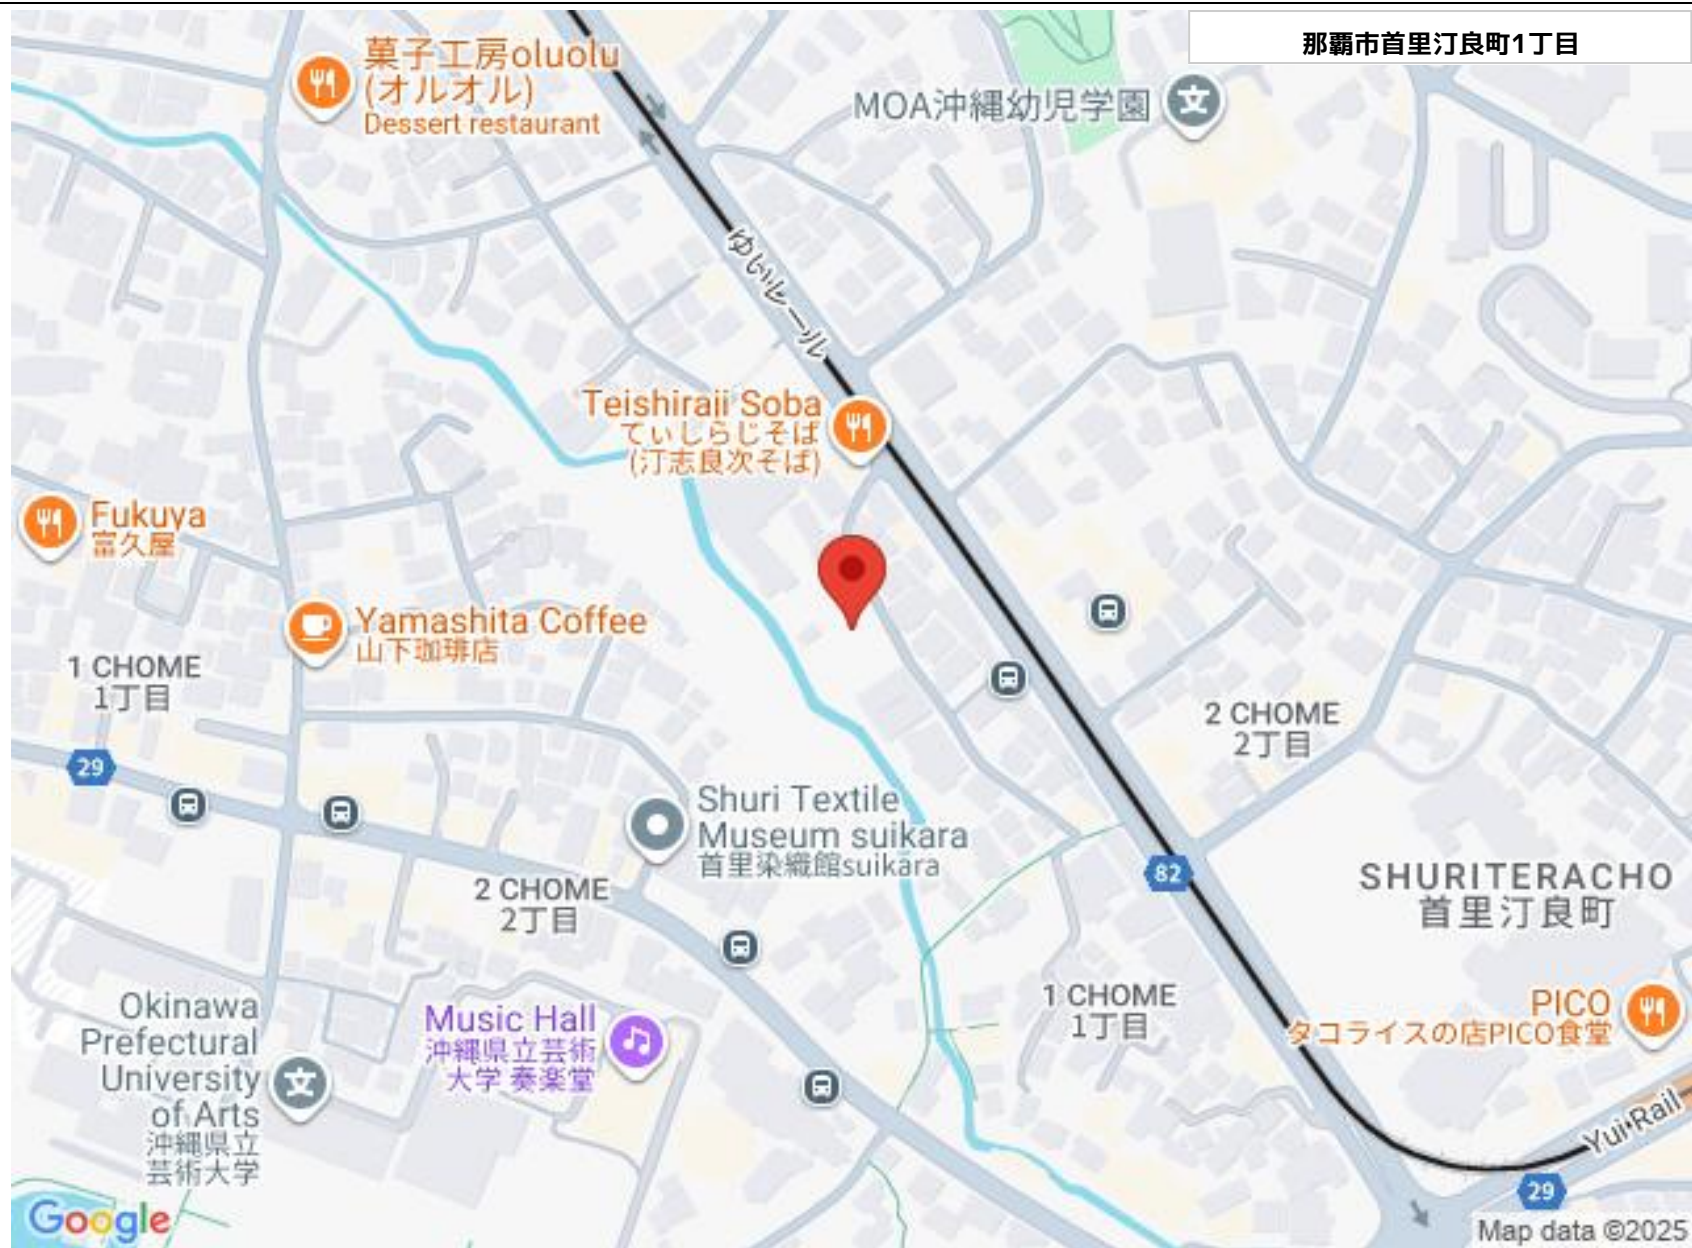 那覇市首里汀良町1丁目
菓子工房oluolu
(オルオル)
Dessert restaurant
MOA沖縄幼児学園
ゆいレール
Teishiraji Soba
ていしらじそば
(汀志良次そば)
Fukuya
富久屋
Yamashita Coffee
山下珈琲店
1 CHOME
1丁目
2 CHOME
2丁目
29
Shuri Textile
Museum suikara
首里染織館suikara
82
SHURITERACHO
首里汀良町
2 CHOME
2丁目
1 CHOME
1丁目
PICO
タコライスの店PICO食堂
Okinawa
Prefectural
University
of Arts
沖縄県立
芸術大学
Music Hall
沖縄県立芸術
大学 奏楽堂
Yui Rail
29
Google
Map data ©2025